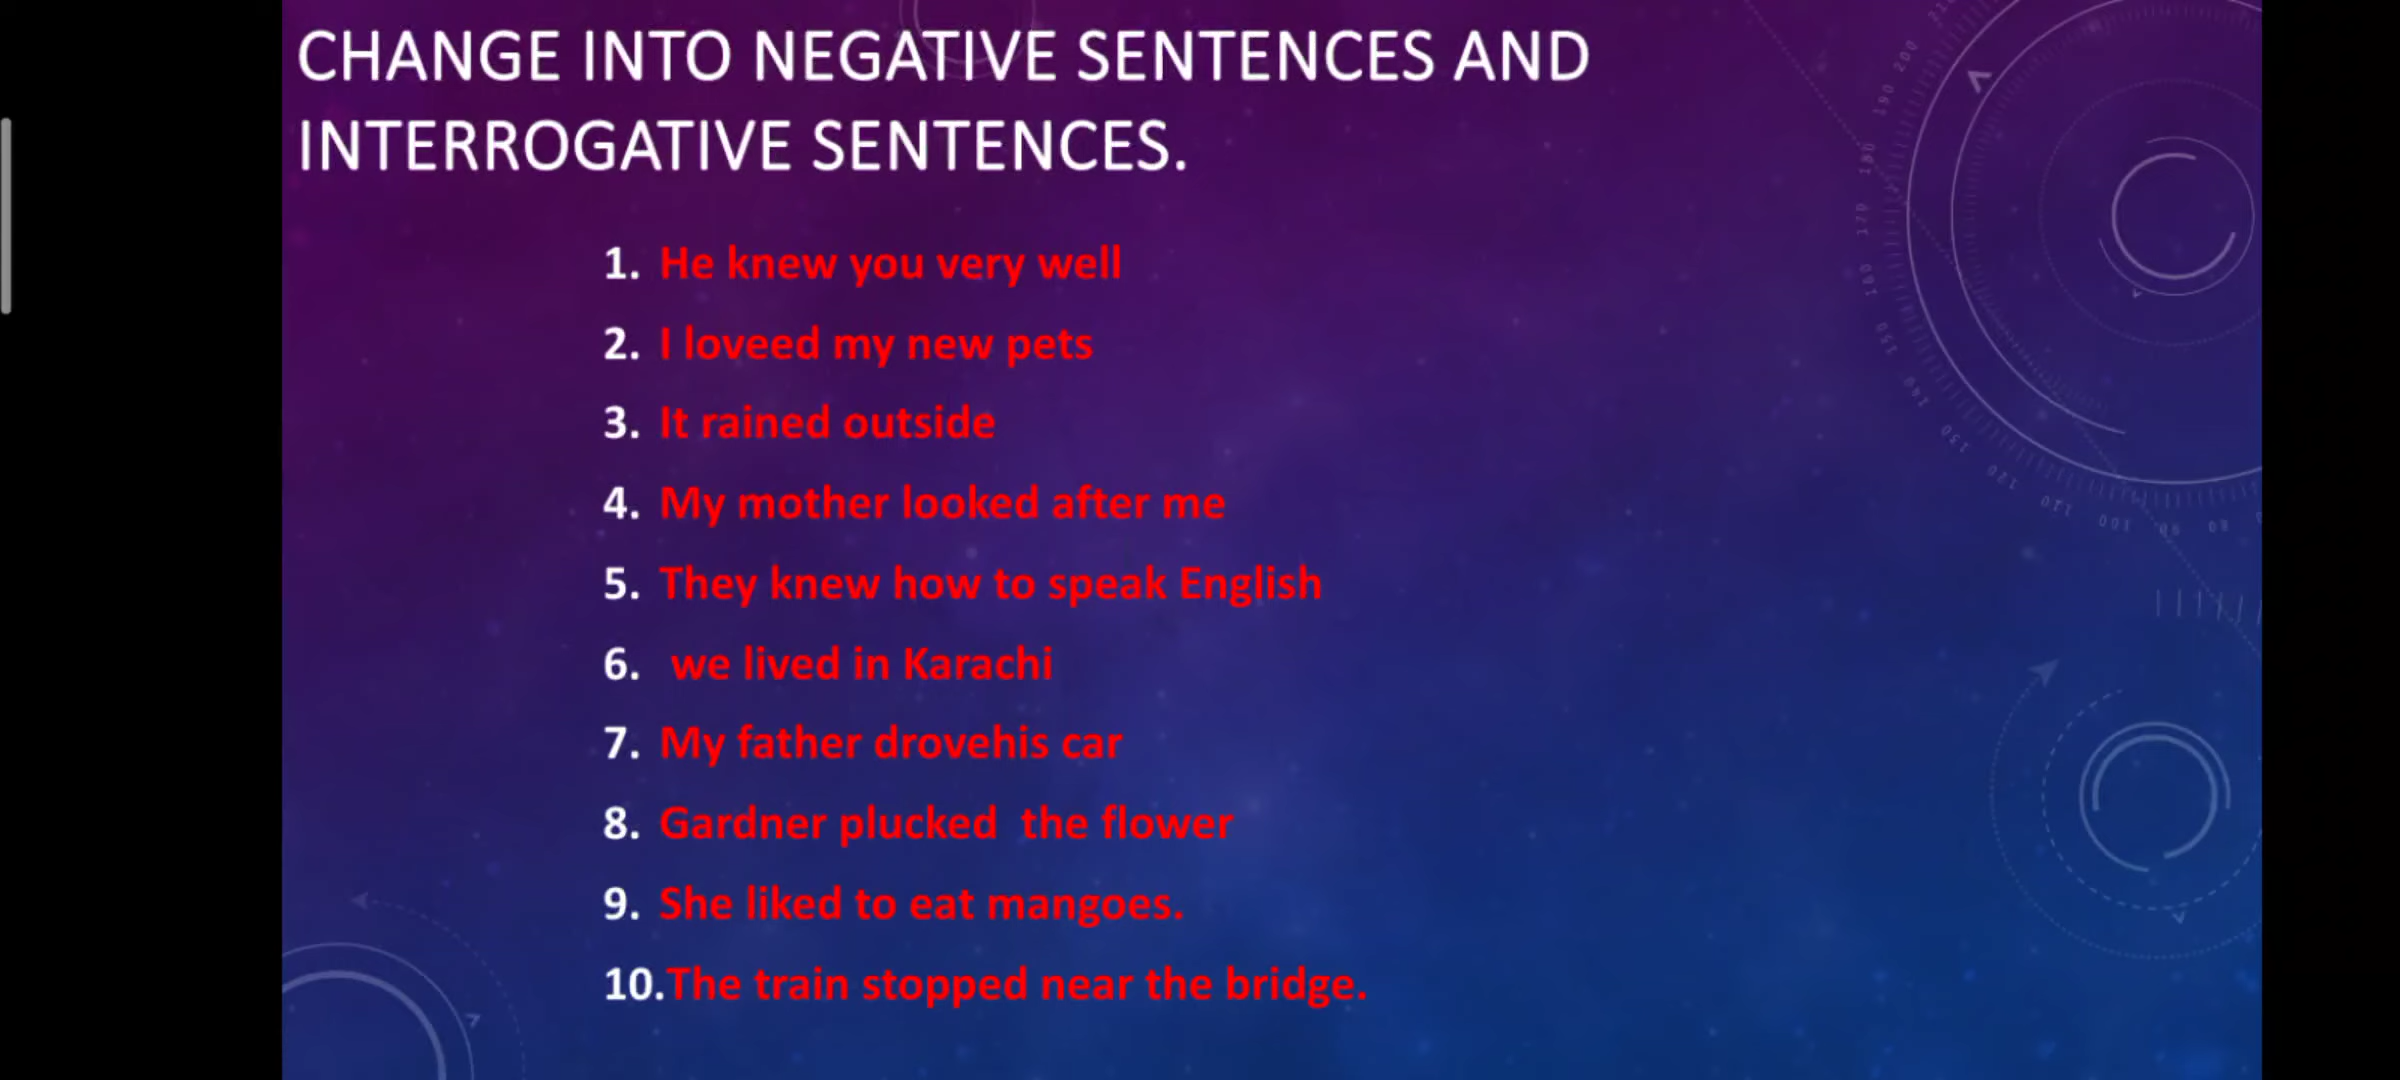 CHANGE INTO NEGATIVE SENTENCES AND
INTERROGATIVE SENTENCES.
1. He knew you very well
2. I loveed my new pets
3. It rained outside
4. My mother looked after me
5. They knew how to speak English
6. we lived in Karachi
7. My father drovehis car
8. Gardner plucked the flower
9. She liked to eat mangoes.
10.The train stopped near the bridge.